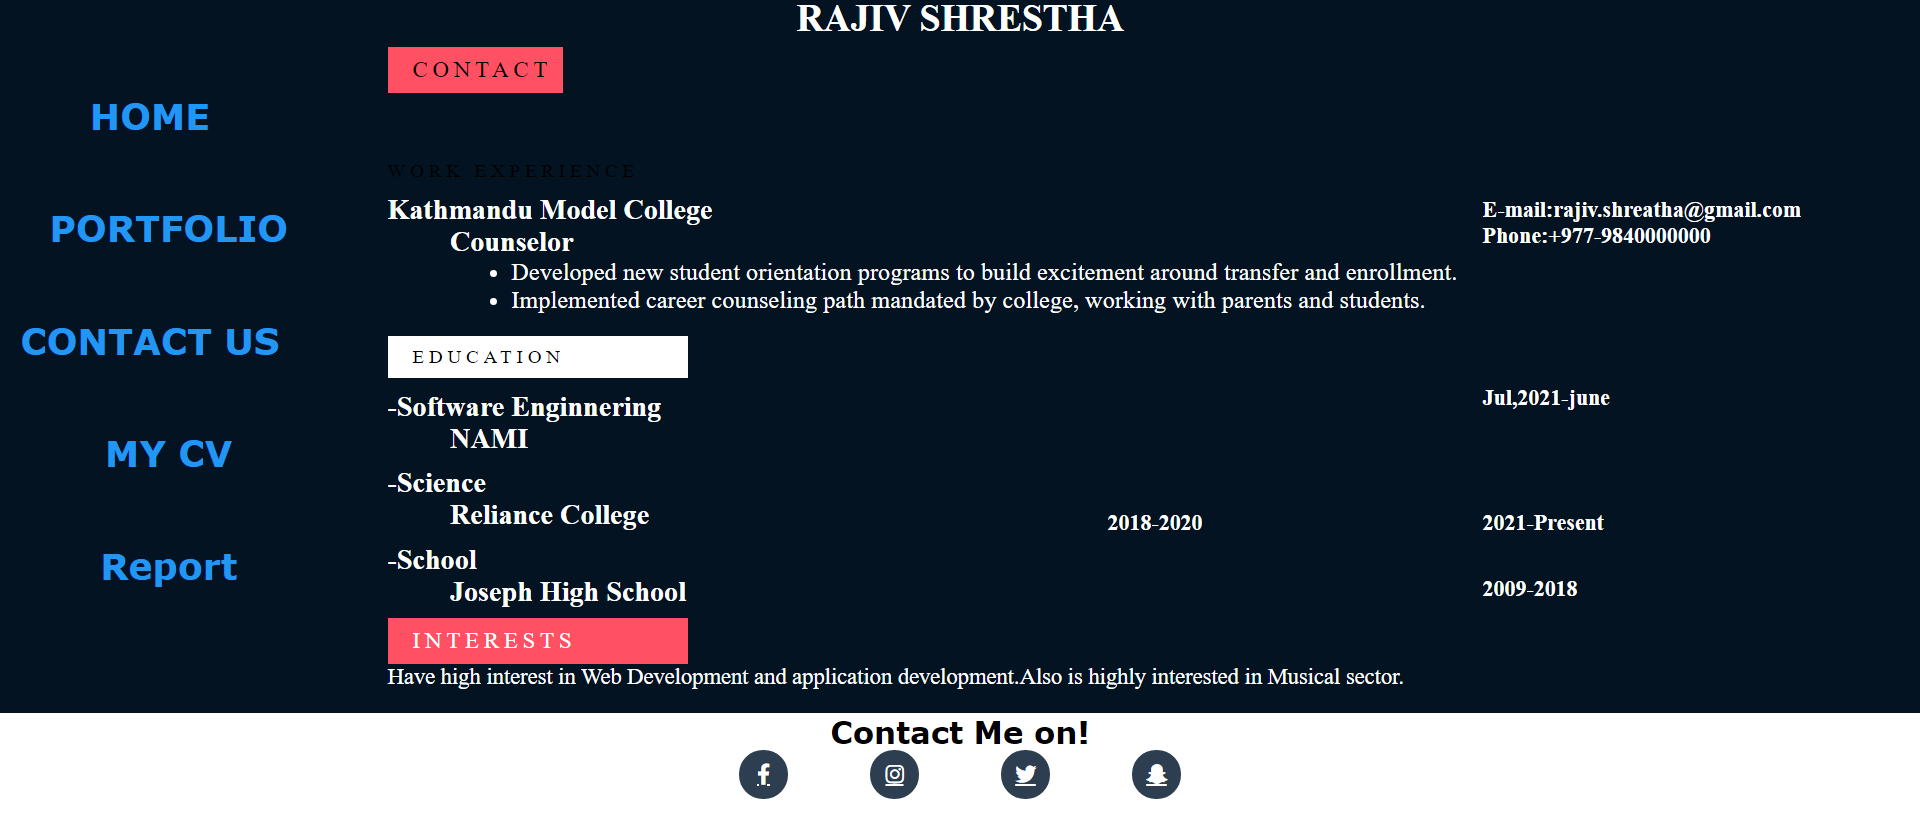 RAJIV SHRESTHA
CONTACT
HOME
PORTFOLIO
CONTACT US
MY CV
Report
WORK EXPERIENCE
Kathmandu Model College
Counselor
E-mail:rajiv.shreatha@gmail.com
Phone:+977-9840000000
• Developed new student orientation programs to build excitement around transfer and enrollment.
• Implemented career counseling path mandated by college, working with parents and students.
EDUCATION
-Software Enginnering
NAMI
Jul,2021-june
-Science
Reliance College
2018-2020
2021-Present
-School
Joseph High School
2009-2018
INTERESTS
Have high interest in Web Development and application development.Also is highly interested in Musical sector.
Contact Me on!